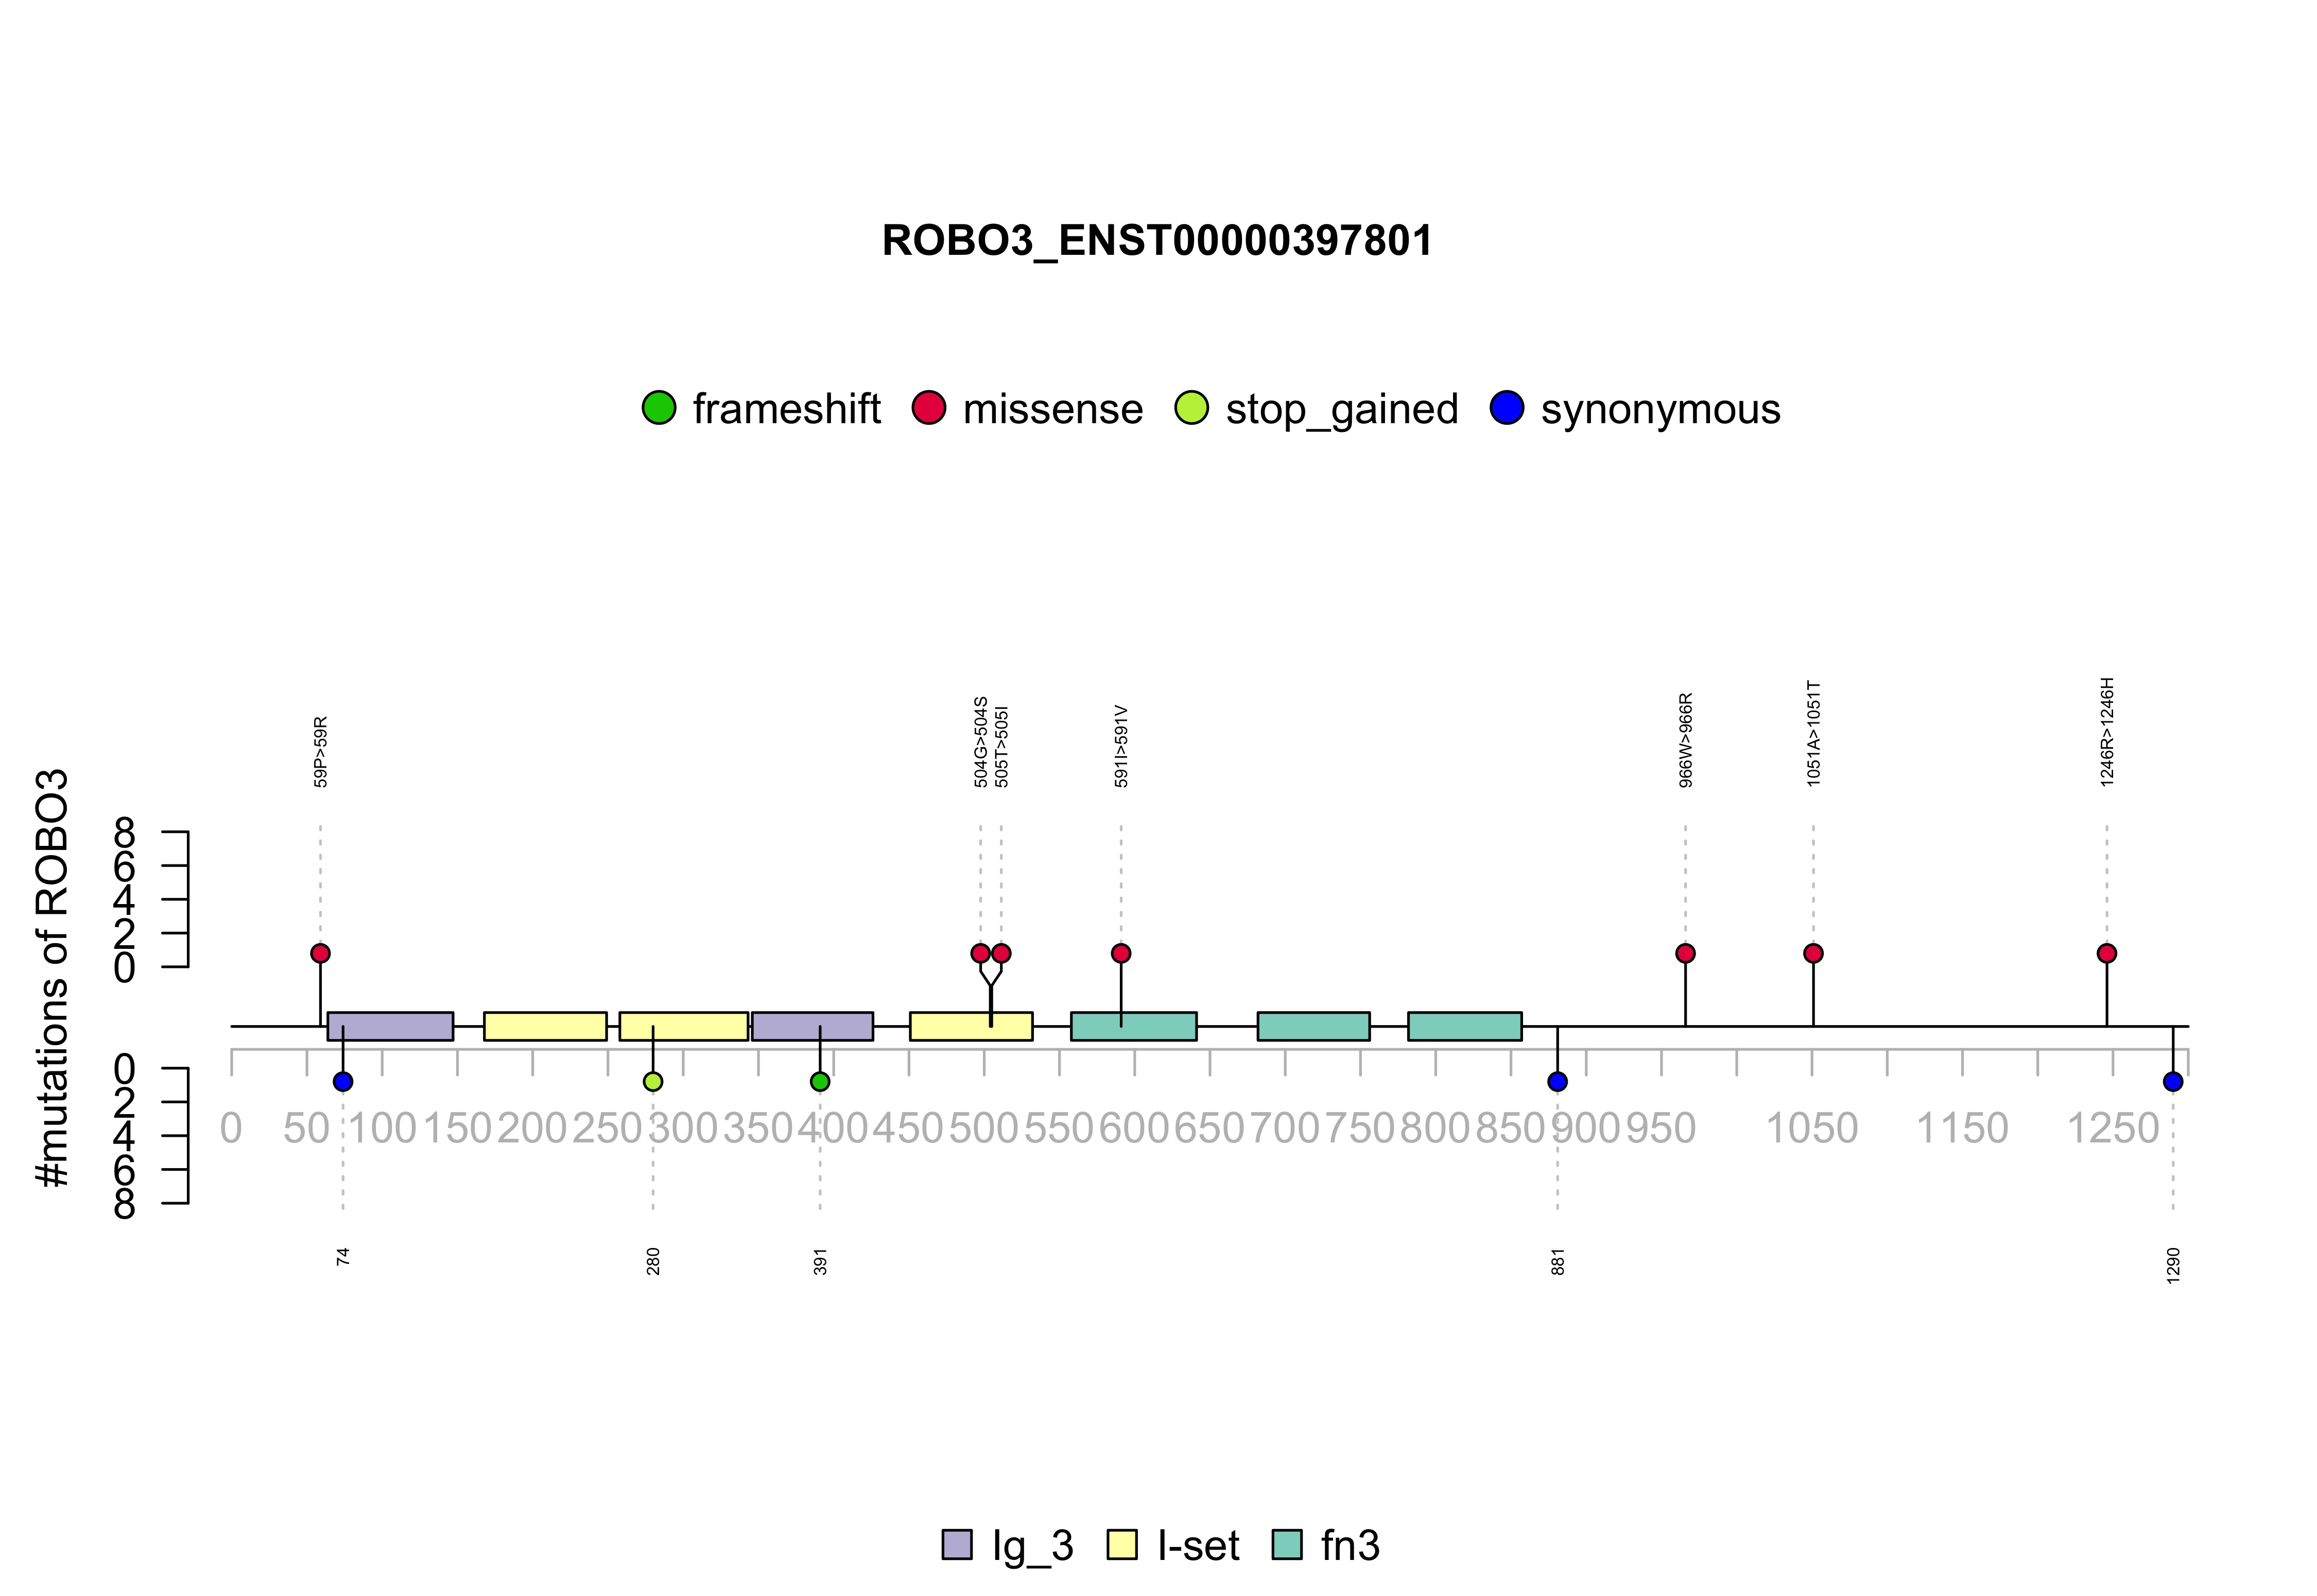 ROBO3_ENST00000397801
frameshift missense stop_gained synonymous
59P>59R
504G>504S
505T>505I
591I>591V
966W>966R
1051A>1051T
1246R>1246H
#mutations of ROBO3
8
6
4
2
0
0
2
4
6
8
0 50 100 150 200 250 300 350 400 450 500 550 600 650 700 750 800 850 900 950 1050 1150 1250
74
280
391
881
1290
Ig_3 I-set fn3